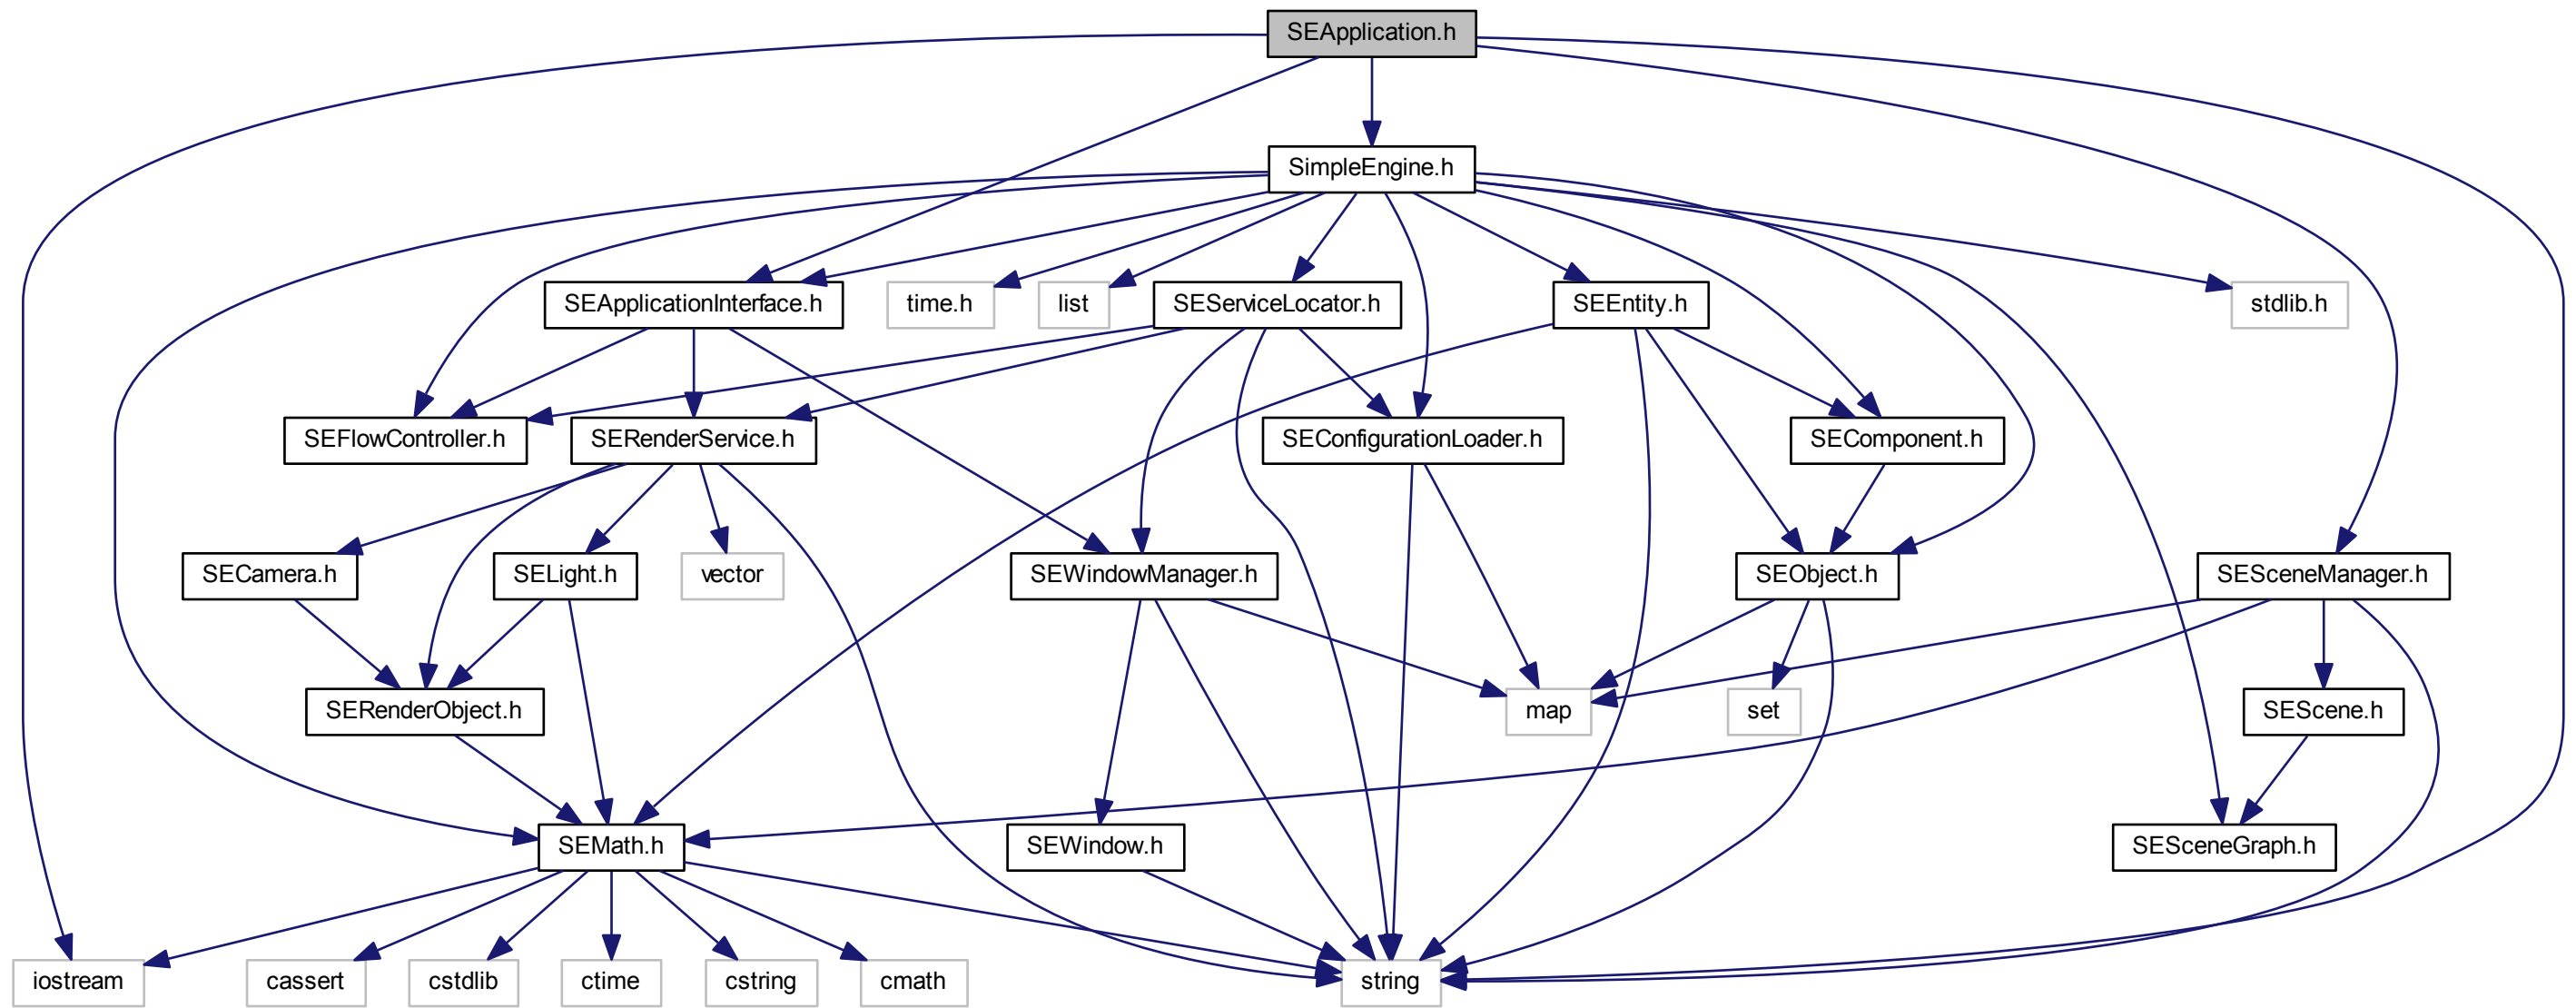 SEApplication.h
SimpleEngine.h
SEApplicationInterface.h
time.h
list
SEServiceLocator.h
SEEntity.h
stdlib.h
SEFlowController.h
SERenderService.h
SEConfigurationLoader.h
SEComponent.h
SECamera.h
SELight.h
vector
SEWindowManager.h
SEObject.h
SESceneManager.h
SERenderObject.h
map
set
SEScene.h
SEMath.h
SEWindow.h
SESceneGraph.h
iostream
cassert
cstdlib
ctime
cstring
cmath
string